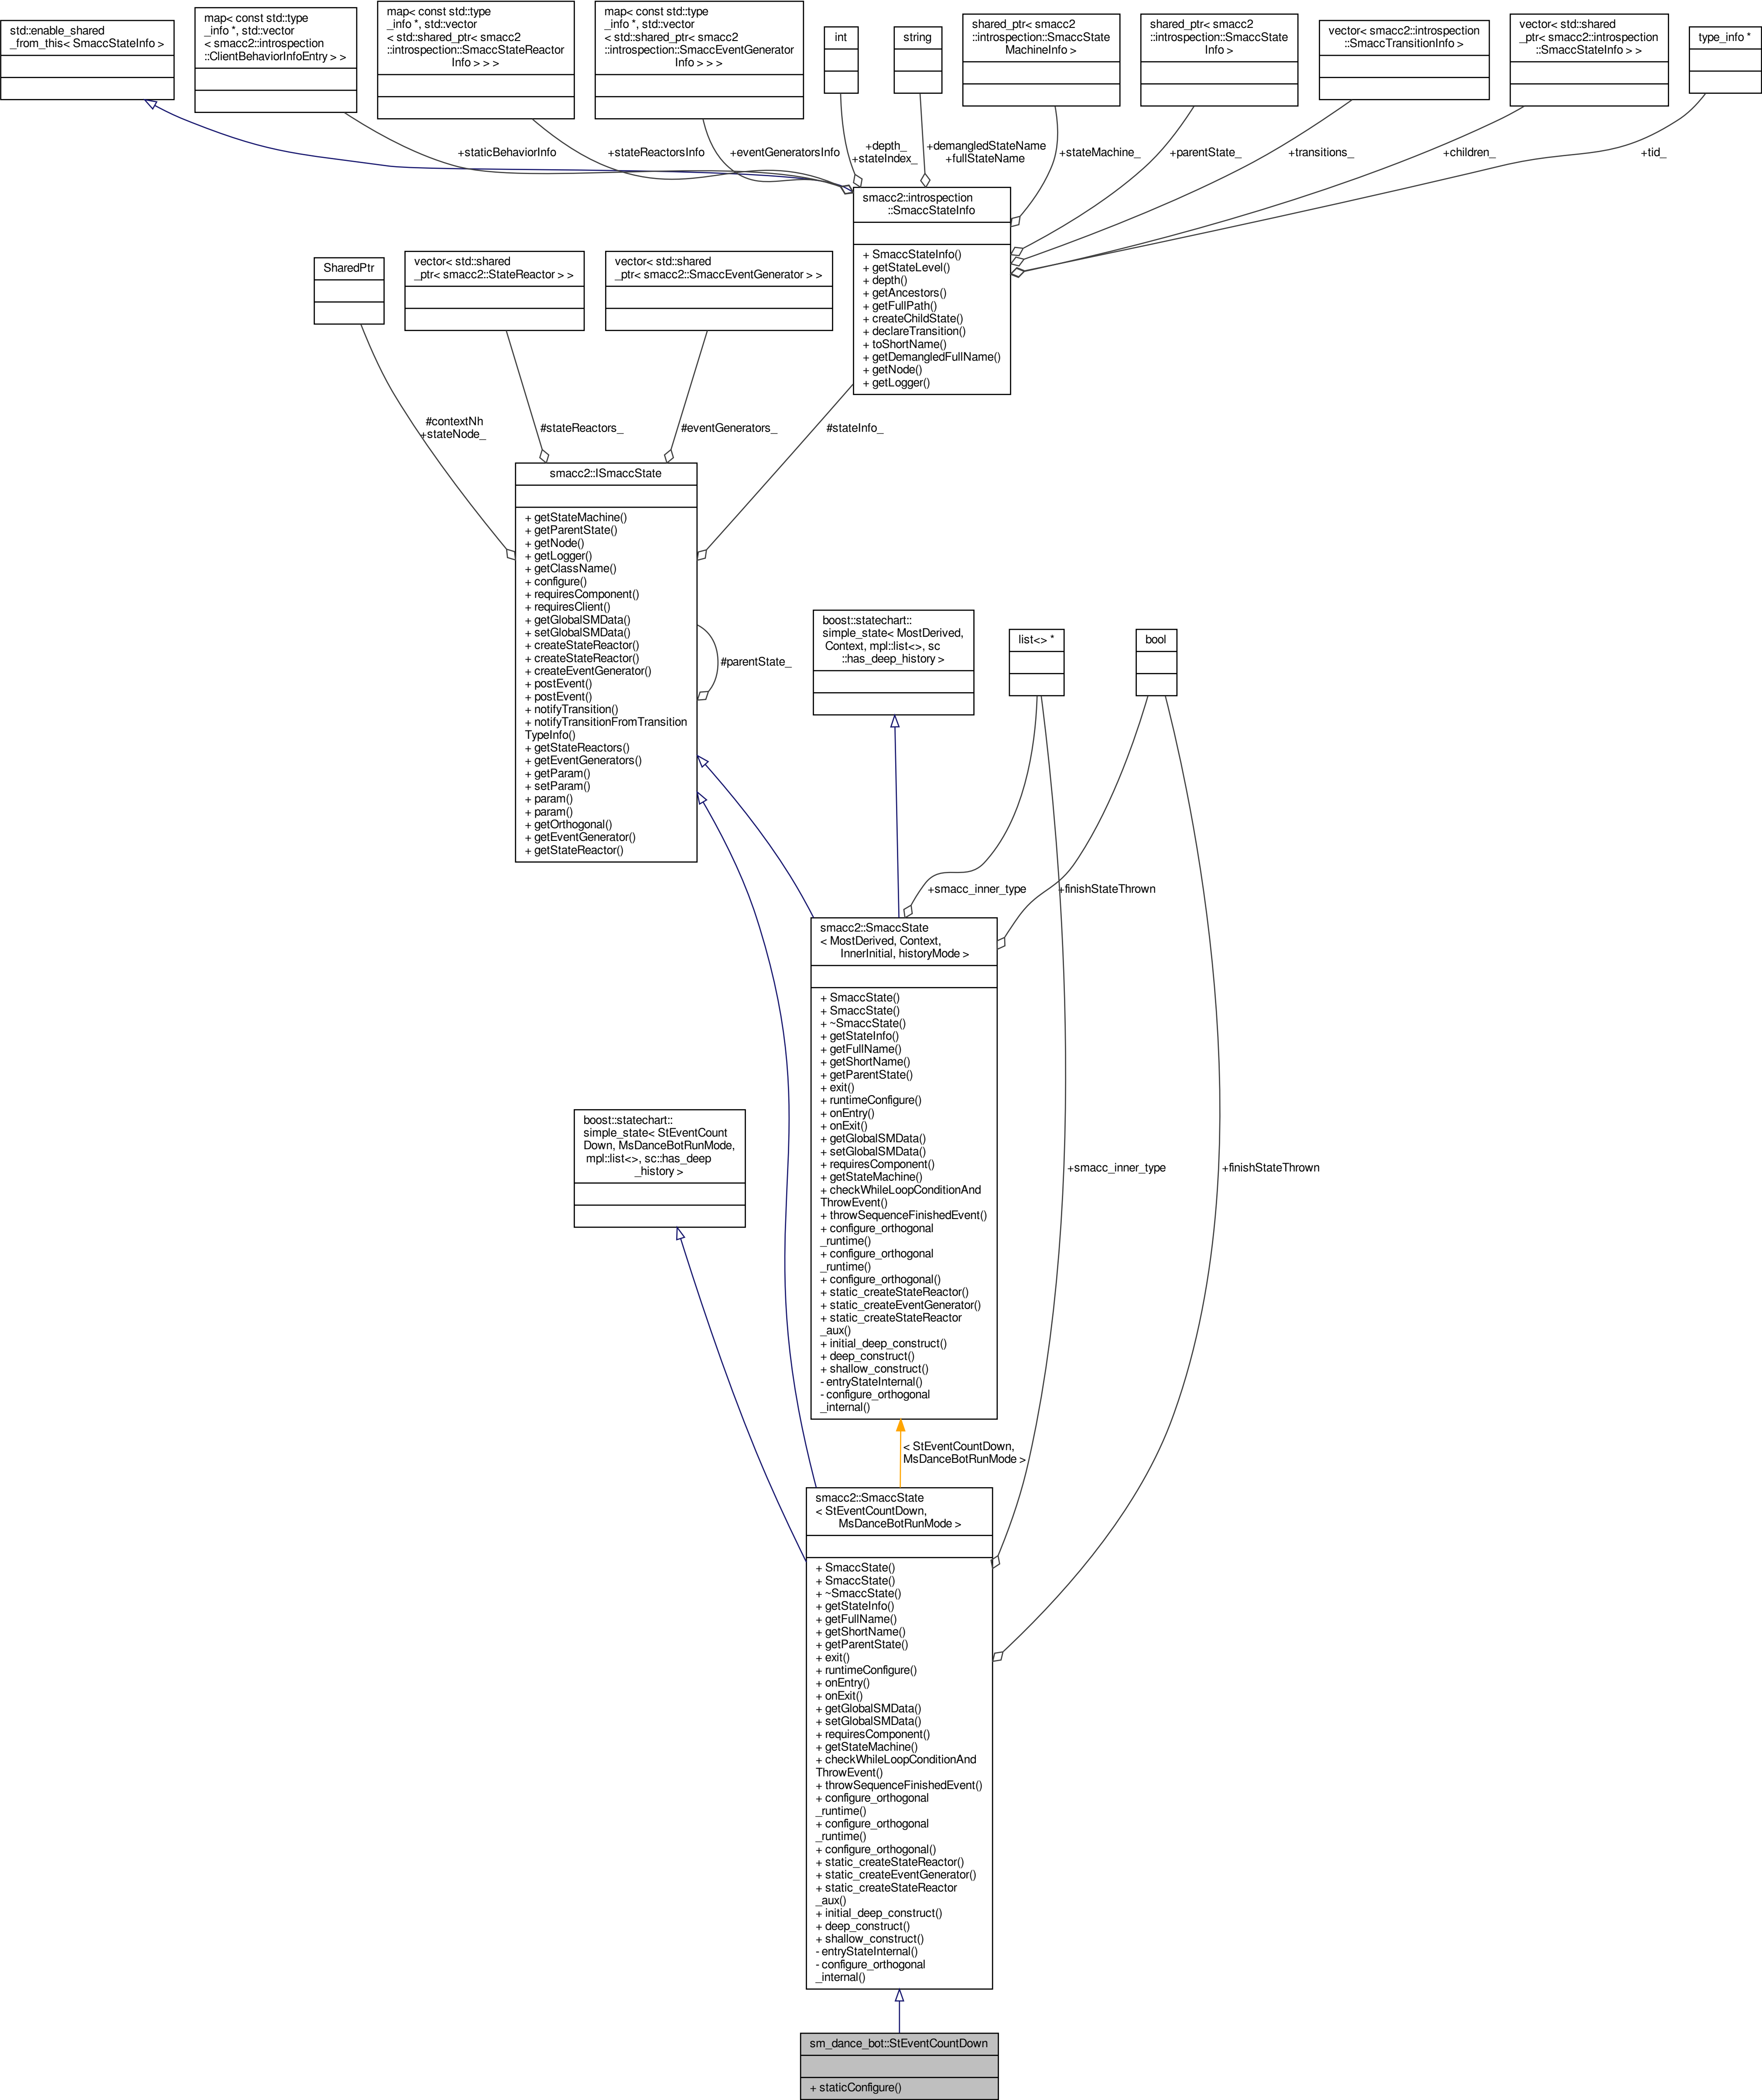 std::enable_shared
_from_this< SmaccStateInfo >
map< const std::type
_info *, std::vector
< smacc2::introspection
::ClientBehaviorInfoEntry > >
map< const std::type
_info *, std::vector
< std::shared_ptr< smacc2
::introspection::SmaccStateReactor
Info > > >
map< const std::type
_info *, std::vector
< std::shared_ptr< smacc2
::introspection::SmaccEventGenerator
Info > > >
int
string
shared_ptr< smacc2
::introspection::SmaccState
MachineInfo >
shared_ptr< smacc2
::introspection::SmaccState
Info >
vector< smacc2::introspection
::SmaccTransitionInfo >
vector< std::shared
_ptr< smacc2::introspection
::SmaccStateInfo > >
type_info *
+staticBehaviorInfo
+stateReactorsInfo
+eventGeneratorsInfo
+depth_
+stateIndex_
+demangledStateName
+fullStateName
+stateMachine_
+parentState_
+transitions_
+children_
+tid_
smacc2::introspection
::SmaccStateInfo
+ SmaccStateInfo()
+ getStateLevel()
+ depth()
+ getAncestors()
+ getFullPath()
+ createChildState()
+ declareTransition()
+ toShortName()
+ getDemangledFullName()
+ getNode()
+ getLogger()
SharedPtr
vector< std::shared
_ptr< smacc2::StateReactor > >
vector< std::shared
_ptr< smacc2::SmaccEventGenerator > >
#contextNh
+stateNode_
#stateReactors_
#eventGenerators_
#stateInfo_
smacc2::ISmaccState
+ getStateMachine()
+ getParentState()
+ getNode()
+ getLogger()
+ getClassName()
+ configure()
+ requiresComponent()
+ requiresClient()
+ getGlobalSMData()
+ setGlobalSMData()
+ createStateReactor()
+ createStateReactor()
+ createEventGenerator()
+ postEvent()
+ postEvent()
+ notifyTransition()
+ notifyTransitionFromTransition
TypeInfo()
+ getStateReactors()
+ getEventGenerators()
+ getParam()
+ setParam()
+ param()
+ param()
+ getOrthogonal()
+ getEventGenerator()
+ getStateReactor()
#parentState_
boost::statechart::
simple_state< MostDerived,
Context, mpl::list<>, sc
::has_deep_history >
list<> *
bool
+smacc_inner_type
+finishStateThrown
smacc2::SmaccState
< MostDerived, Context,
InnerInitial, historyMode >
+ SmaccState()
+ SmaccState()
+ ~SmaccState()
+ getStateInfo()
+ getFullName()
+ getShortName()
+ getParentState()
+ exit()
+ runtimeConfigure()
+ onEntry()
+ onExit()
+ getGlobalSMData()
+ setGlobalSMData()
+ requiresComponent()
+ getStateMachine()
+ checkWhileLoopConditionAnd
ThrowEvent()
+ throwSequenceFinishedEvent()
+ configure_orthogonal
_runtime()
+ configure_orthogonal
_runtime()
+ configure_orthogonal()
+ static_createStateReactor()
+ static_createEventGenerator()
+ static_createStateReactor
_aux()
+ initial_deep_construct()
+ deep_construct()
+ shallow_construct()
- entryStateInternal()
- configure_orthogonal
_internal()
boost::statechart::
simple_state< StEventCount
Down, MsDanceBotRunMode,
mpl::list<>, sc::has_deep
_history >
+smacc_inner_type
+finishStateThrown
< StEventCountDown,
MsDanceBotRunMode >
smacc2::SmaccState
< StEventCountDown,
MsDanceBotRunMode >
+ SmaccState()
+ SmaccState()
+ ~SmaccState()
+ getStateInfo()
+ getFullName()
+ getShortName()
+ getParentState()
+ exit()
+ runtimeConfigure()
+ onEntry()
+ onExit()
+ getGlobalSMData()
+ setGlobalSMData()
+ requiresComponent()
+ getStateMachine()
+ checkWhileLoopConditionAnd
ThrowEvent()
+ throwSequenceFinishedEvent()
+ configure_orthogonal
_runtime()
+ configure_orthogonal
_runtime()
+ configure_orthogonal()
+ static_createStateReactor()
+ static_createEventGenerator()
+ static_createStateReactor
_aux()
+ initial_deep_construct()
+ deep_construct()
+ shallow_construct()
- entryStateInternal()
- configure_orthogonal
_internal()
sm_dance_bot::StEventCountDown
+ staticConfigure()